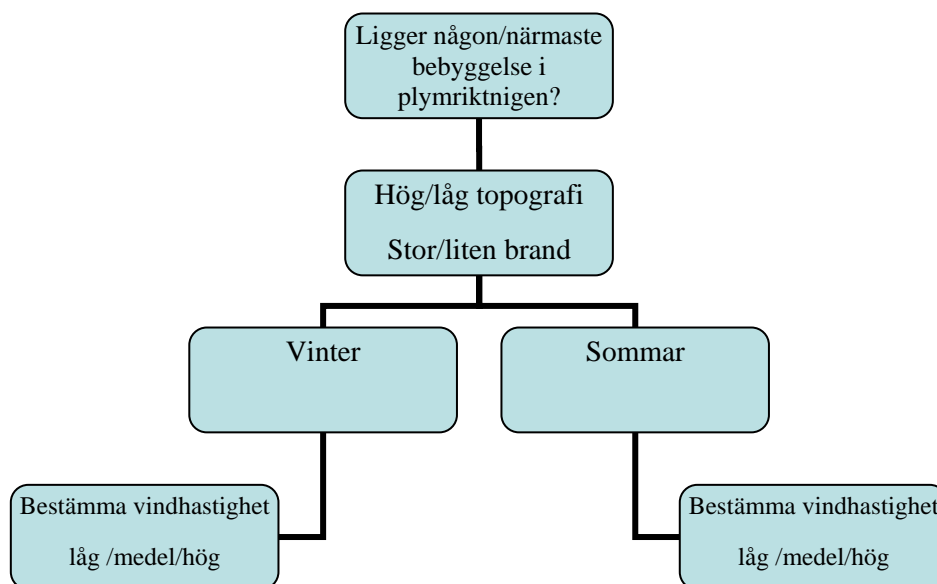 Ligger någon/närmaste
bebyggelse i
plymriktnigen?
Hög/låg topografi
Stor/liten brand
Vinter
Sommar
Bestämma vindhastighet
låg /medel/hög
Bestämma vindhastighet
låg /medel/hög